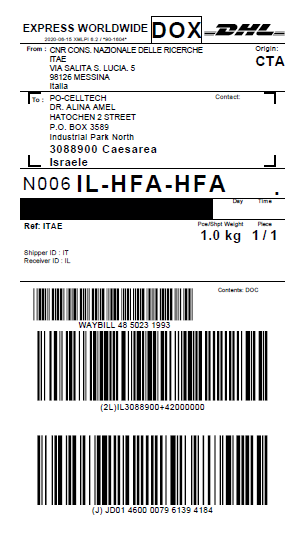 EXPRESS WORLDWIDE DOX DHL
2020-06-15 XMLPI 6.2 / *90-1604*
From : CNR CONS. NAZIONALE DELLE RICERCHE Origin:
ITAE CTA
VIA SALITA S. LUCIA. 5
98126 MESSINA
Italia
To : PO-CELLTECH Contact:
DR. ALINA AMEL
HATOCHEN 2 STREET
P.O. BOX 3589
Industrial Park North
3088900 Caesarea
Israele
N006 IL-HFA-HFA .
Day Time
Ref: ITAE Pce/Shpt Weight Piece
1.0 kg 1 / 1
Shipper ID : IT
Receiver ID : IL
Contents: DOC
WAYBILL 48 5023 1993
(2L)IL3088900+42000000
(J) JD01 4600 0079 6139 4184